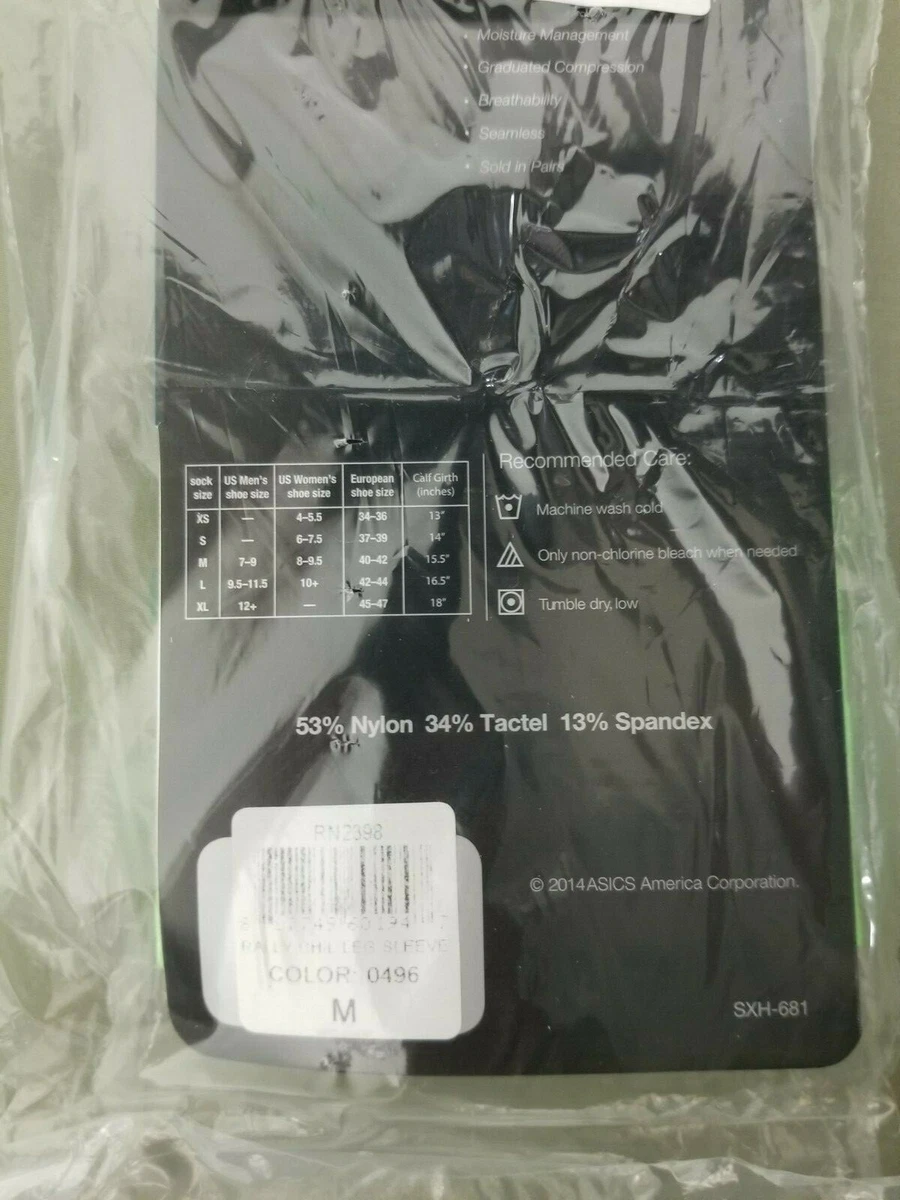 • Moisture Management
• Graduated Compression
• Breathability
• Seamless
• Sold in Pairs
sock size US Men's shoe size US Women's shoe size European shoe size Calf Girth (inches)
XS — 4–5.5 34–36 13"
S — 6–7.5 37–39 14"
M 7–9 8–9.5 40–42 15.5"
L 9.5–11.5 10+ 42–44 16.5"
XL 12+ — 45–47 18"
Recommended Care:
Machine wash cold
Only non-chlorine bleach when needed
Tumble dry, low
53% Nylon 34% Tactel 13% Spandex
RN2398
SLEEVE
COLOR: 0496
M
© 2014 ASICS America Corporation.
SXH-681